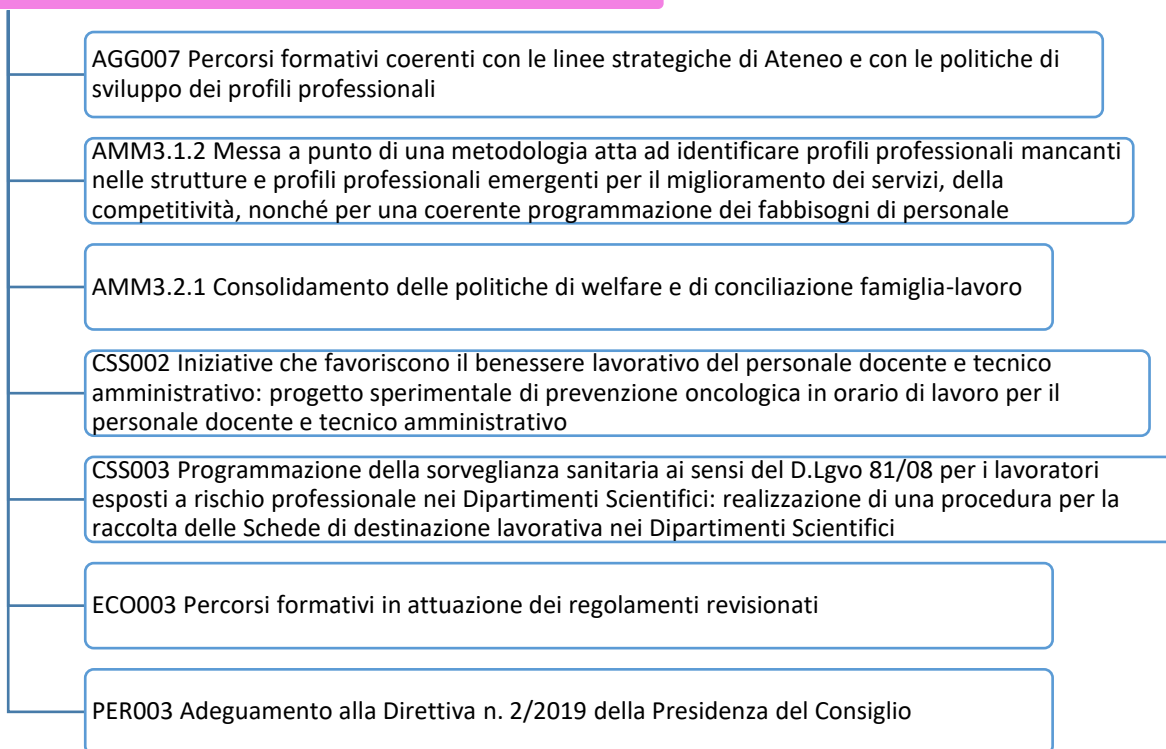 AGG007 Percorsi formativi coerenti con le linee strategiche di Ateneo e con le politiche di
sviluppo dei profili professionali
AMM3.1.2 Messa a punto di una metodologia atta ad identificare profili professionali mancanti
nelle strutture e profili professionali emergenti per il miglioramento dei servizi, della
competitività, nonché per una coerente programmazione dei fabbisogni di personale
AMM3.2.1 Consolidamento delle politiche di welfare e di conciliazione famiglia-lavoro
CSS002 Iniziative che favoriscono il benessere lavorativo del personale docente e tecnico
amministrativo: progetto sperimentale di prevenzione oncologica in orario di lavoro per il
personale docente e tecnico amministrativo
CSS003 Programmazione della sorveglianza sanitaria ai sensi del D.Lgvo 81/08 per i lavoratori
esposti a rischio professionale nei Dipartimenti Scientifici: realizzazione di una procedura per la
raccolta delle Schede di destinazione lavorativa nei Dipartimenti Scientifici
ECO003 Percorsi formativi in attuazione dei regolamenti revisionati
PER003 Adeguamento alla Direttiva n. 2/2019 della Presidenza del Consiglio